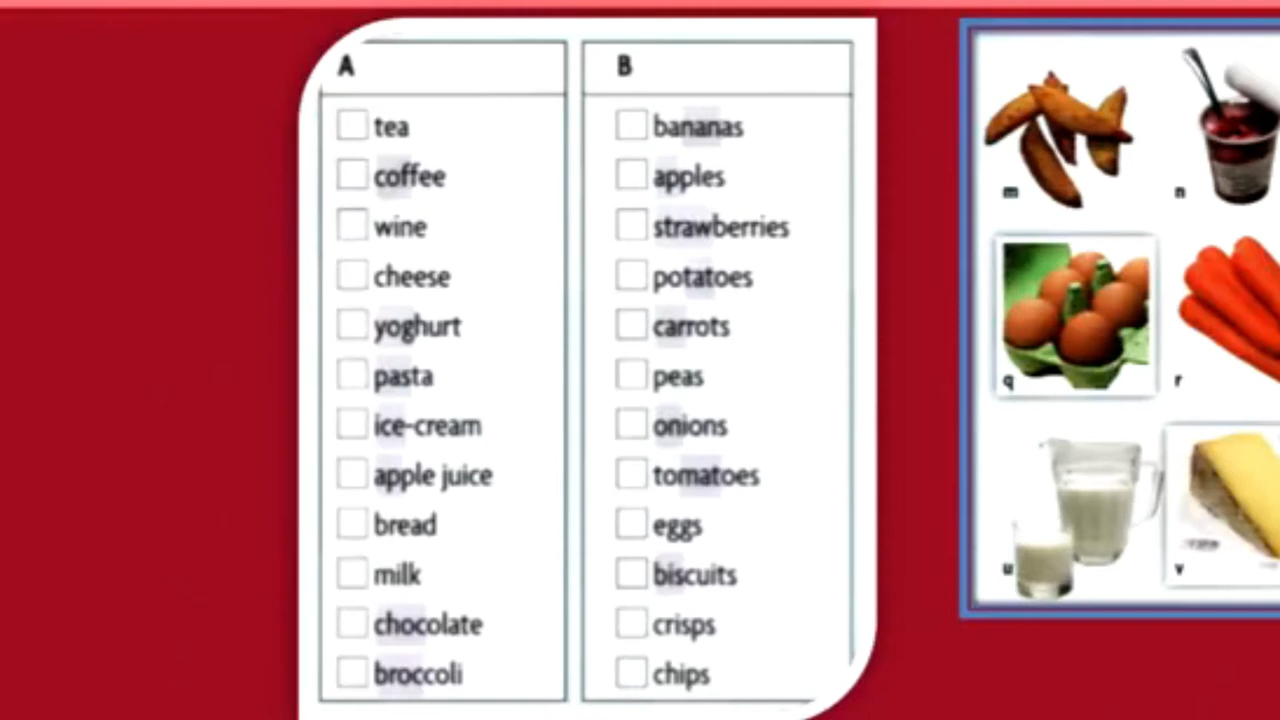 A
tea
coffee
wine
cheese
yoghurt
pasta
ice-cream
apple juice
bread
milk
chocolate
broccoli
B
bananas
apples
strawberries
potatoes
carrots
peas
onions
tomatoes
eggs
biscuits
crisps
chips
m
n
q
r
u
v